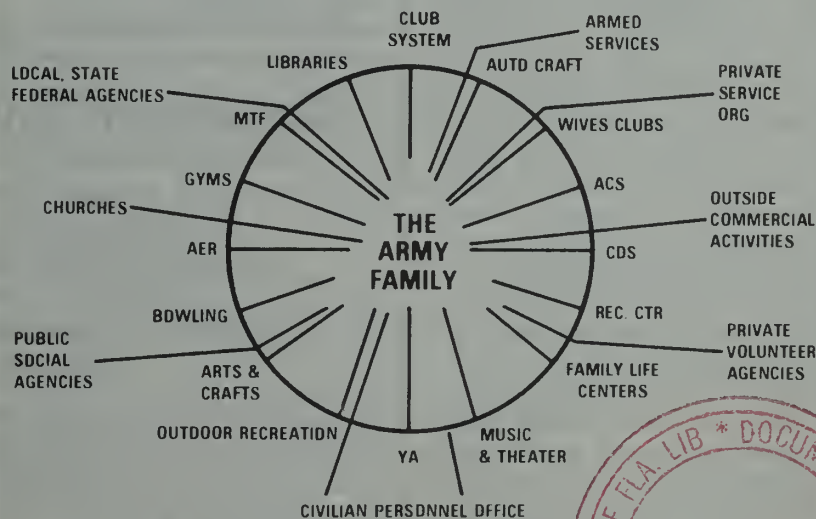 CLUB
SYSTEM
ARMED
SERVICES
LIBRARIES
AUTO CRAFT
LOCAL, STATE
FEDERAL AGENCIES
PRIVATE
SERVICE
ORG
MTF
WIVES CLUBS
GYMS
ACS
CHURCHES
THE
ARMY
FAMILY
OUTSIDE
COMMERCIAL
ACTIVITIES
AER
CDS
BOWLING
REC. CTR
PUBLIC
SOCIAL
AGENCIES
PRIVATE
VOLUNTEER
AGENCIES
ARTS &
CRAFTS
FAMILY LIFE
CENTERS
OUTDOOR RECREATION
YA
MUSIC
& THEATER
CIVILIAN PERSONNEL OFFICE
FLA. LIB * DOCUM